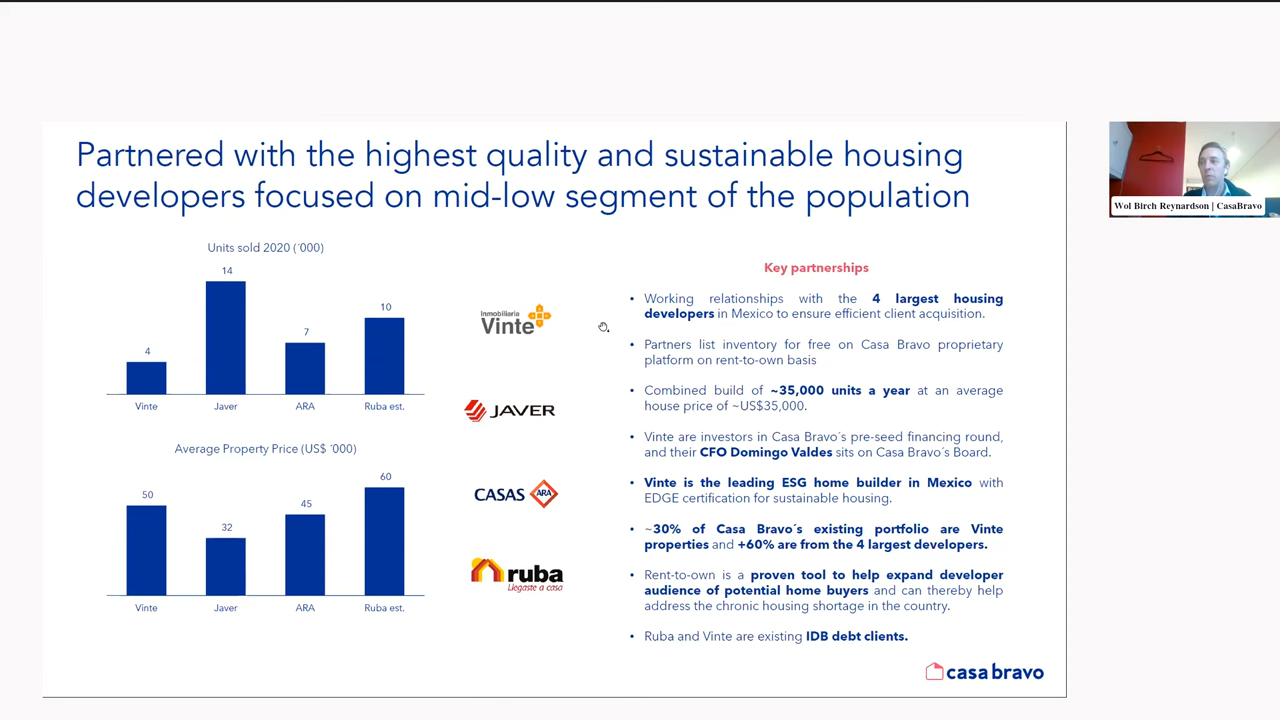 Partnered with the highest quality and sustainable housing
developers focused on mid-low segment of the population
Units sold 2020 (´000)
4
14
7
10
Vinte
Javer
ARA
Ruba est.
Average Property Price (US$ ´000)
50
32
45
60
Vinte
Javer
ARA
Ruba est.
Inmobiliaria
Vinte
JAVER
CASAS ARA
ruba
Llegaste a casa
Key partnerships
• Working relationships with the 4 largest housing
developers in Mexico to ensure efficient client acquisition.
• Partners list inventory for free on Casa Bravo proprietary
platform on rent-to-own basis
• Combined build of ~35,000 units a year at an average
house price of ~US$35,000.
• Vinte are investors in Casa Bravo´s pre-seed financing round,
and their CFO Domingo Valdes sits on Casa Bravo´s Board.
• Vinte is the leading ESG home builder in Mexico with
EDGE certification for sustainable housing.
• ~30% of Casa Bravo´s existing portfolio are Vinte
properties and +60% are from the 4 largest developers.
• Rent-to-own is a proven tool to help expand developer
audience of potential home buyers and can thereby help
address the chronic housing shortage in the country.
• Ruba and Vinte are existing IDB debt clients.
casa bravo
Wol Birch Reynardson | CasaBravo